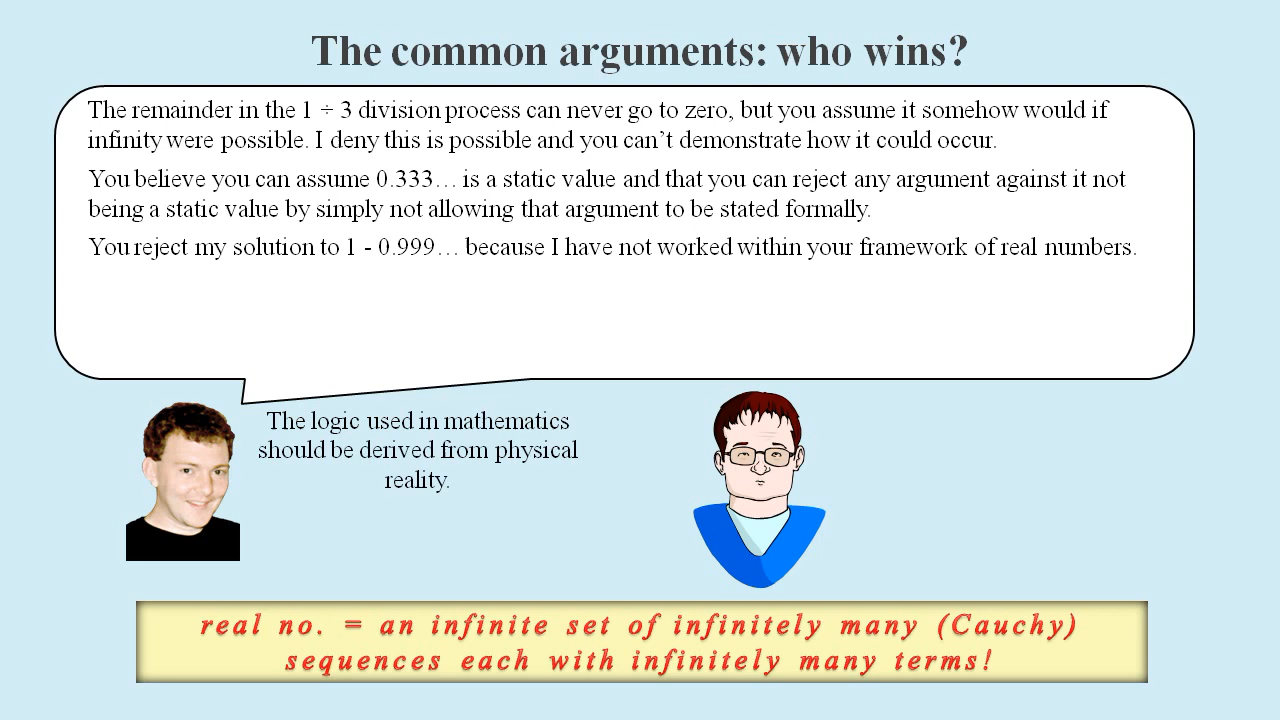 The common arguments: who wins?
The remainder in the 1 ÷ 3 division process can never go to zero, but you assume it somehow would if
infinity were possible. I deny this is possible and you can’t demonstrate how it could occur.
You believe you can assume 0.333… is a static value and that you can reject any argument against it not
being a static value by simply not allowing that argument to be stated formally.
You reject my solution to 1 - 0.999… because I have not worked within your framework of real numbers.
The logic used in mathematics
should be derived from physical
reality.
real no. = an infinite set of infinitely many (Cauchy)
sequences each with infinitely many terms!